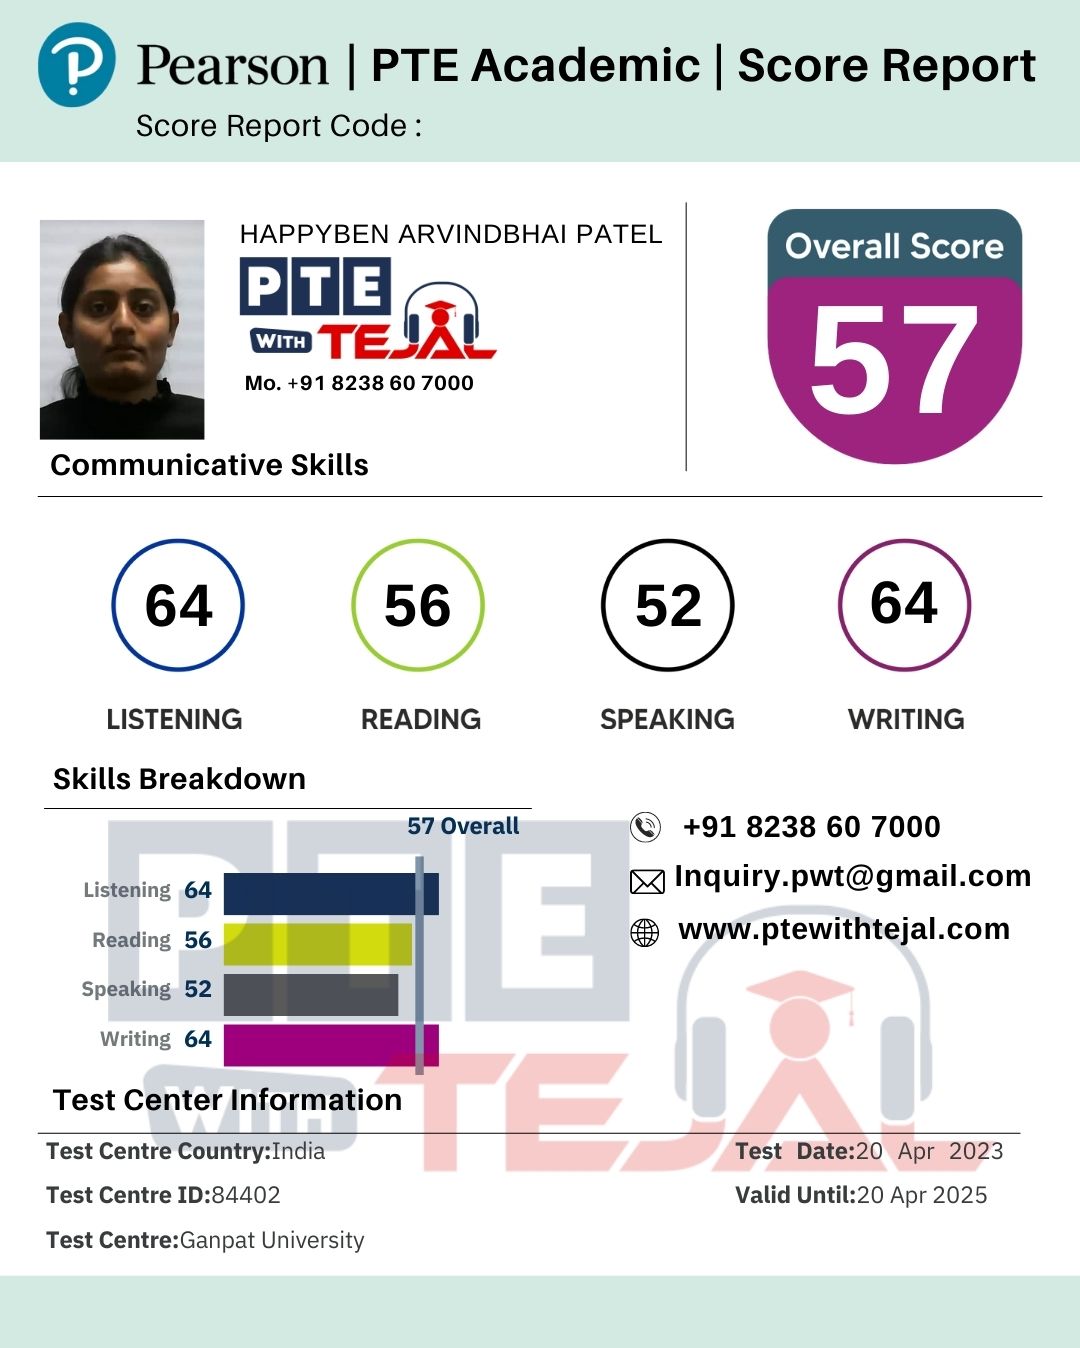 Pearson | PTE Academic | Score Report
Score Report Code :
HAPPYBEN ARVINDBHAI PATEL
PTE
WITH TEJAL
Mo. +91 8238 60 7000
Overall Score
57
Communicative Skills
64 56 52 64
LISTENING READING SPEAKING WRITING
Skills Breakdown
57 Overall
Listening 64
Reading 56
Speaking 52
Writing 64
+91 8238 60 7000
Inquiry.pwt@gmail.com
www.ptewithtejal.com
PTE
WITH TEJAL
Test Center Information
Test Centre Country:India
Test Centre ID:84402
Test Centre:Ganpat University
Test Date:20 Apr 2023
Valid Until:20 Apr 2025